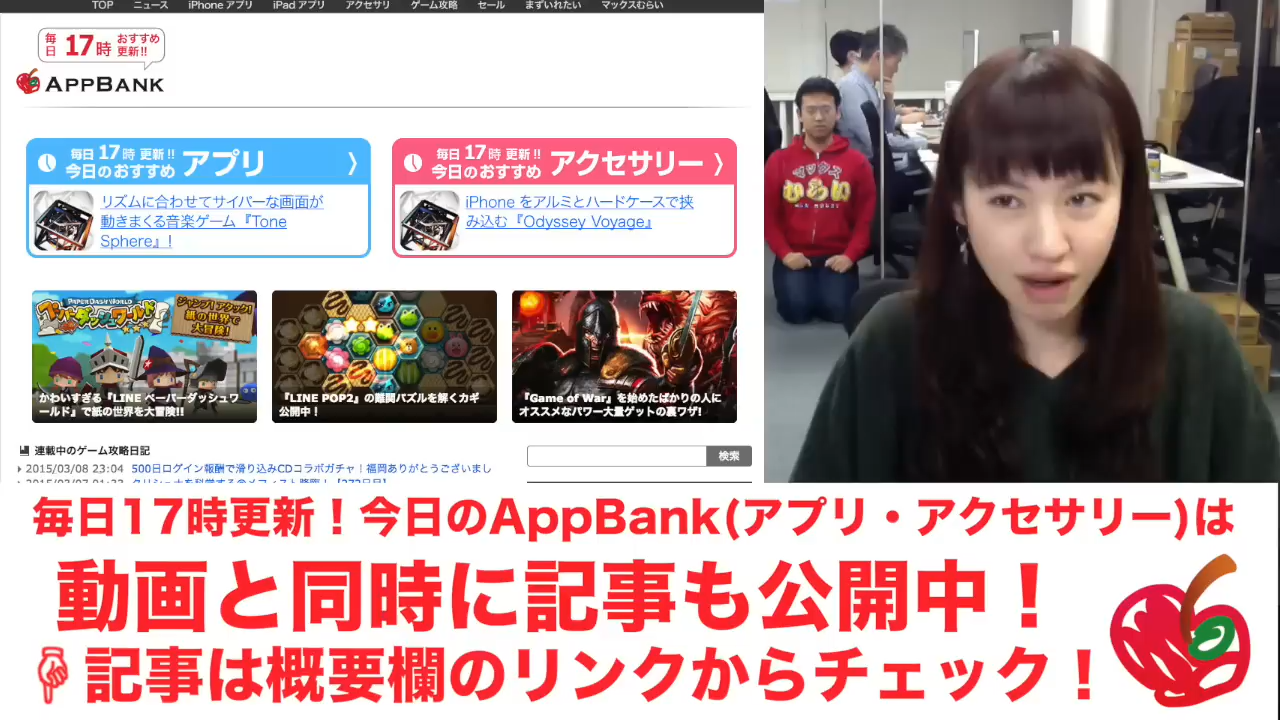 TOP ニュース iPhone アプリ iPad アプリ アクセサリ ゲーム攻略 セール まずいれたい マックスむらい
毎日 17時 おすすめ更新!!
APPBANK
毎日 17時 更新!!
今日のおすすめ アプリ 〉
リズムに合わせてサイバーな画面が
動きまくる音楽ゲーム『Tone
Sphere』!
毎日 17時 更新!!
今日のおすすめ アクセサリー 〉
iPhone をアルミとハードケースで挟
み込む『Odyssey Voyage』
PAPER DASH WORLD
ジャンプ!アタック!
紙の世界で
大冒険!
かわいすぎる『LINE ペーパーダッシュワ
ールド』で紙の世界を大冒険!!
『LINE POP2』の難関パズルを解くカギ
公開中!
『Game of War』を始めたばかりの人に
オススメなパワー大量ゲットの裏ワザ!
連載中のゲーム攻略日記
検索
2015/03/08 23:04 500日ログイン報酬で滑り込みCDコラボガチャ!福岡ありがとうございまし
マックス
むらい
毎日17時更新!今日のAppBank(アプリ・アクセサリー)は
動画と同時に記事も公開中!
記事は概要欄のリンクからチェック!